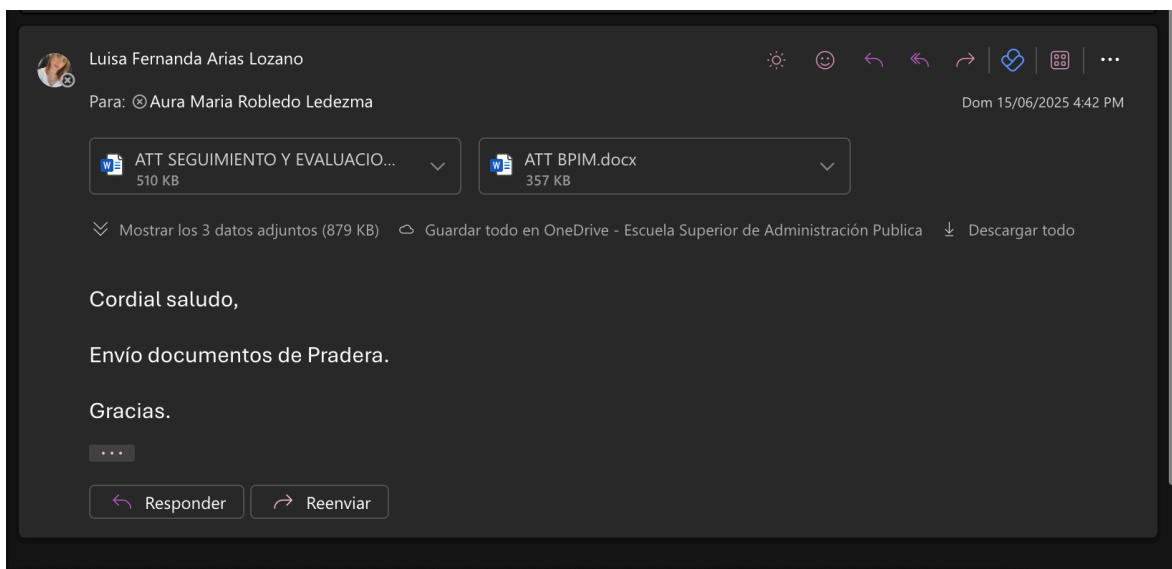 Luisa Fernanda Arias Lozano
Para: Aura Maria Robledo Ledezma
Dom 15/06/2025 4:42 PM
ATT SEGUIMIENTO Y EVALUACIO...
510 KB
ATT BPIM.docx
357 KB
Mostrar los 3 datos adjuntos (879 KB) Guardar todo en OneDrive - Escuela Superior de Administración Publica Descargar todo
Cordial saludo,
Envío documentos de Pradera.
Gracias.
...
Responder Reenviar